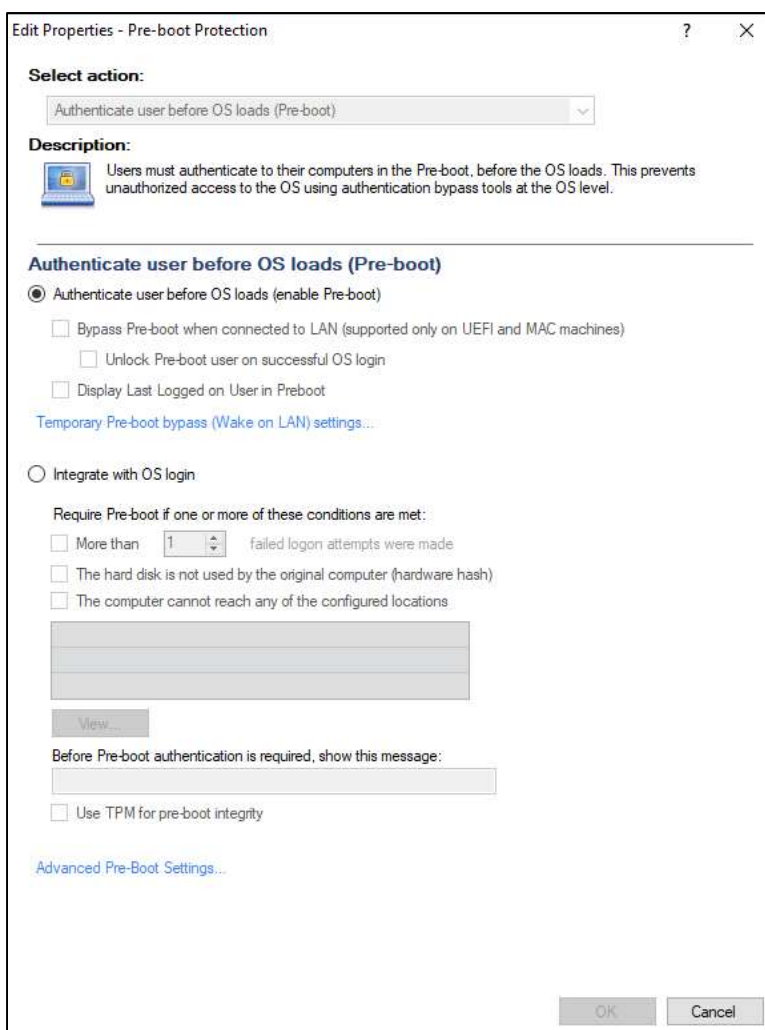 Edit Properties - Pre-boot Protection ?
Select action:
Authenticate user before OS loads (Pre-boot)
Description:
Users must authenticate to their computers in the Pre-boot, before the OS loads. This prevents
unauthorized access to the OS using authentication bypass tools at the OS level.
Authenticate user before OS loads (Pre-boot)
Authenticate user before OS loads (enable Pre-boot)
Bypass Pre-boot when connected to LAN (supported only on UEFI and MAC machines)
Unlock Pre-boot user on successful OS login
Display Last Logged on User in Preboot
Temporary Pre-boot bypass (Wake on LAN) settings...
Integrate with OS login
Require Pre-boot if one or more of these conditions are met:
More than 1 failed logon attempts were made
The hard disk is not used by the original computer (hardware hash)
The computer cannot reach any of the configured locations
View...
Before Pre-boot authentication is required, show this message:
Use TPM for pre-boot integrity
Advanced Pre-Boot Settings...
OK Cancel